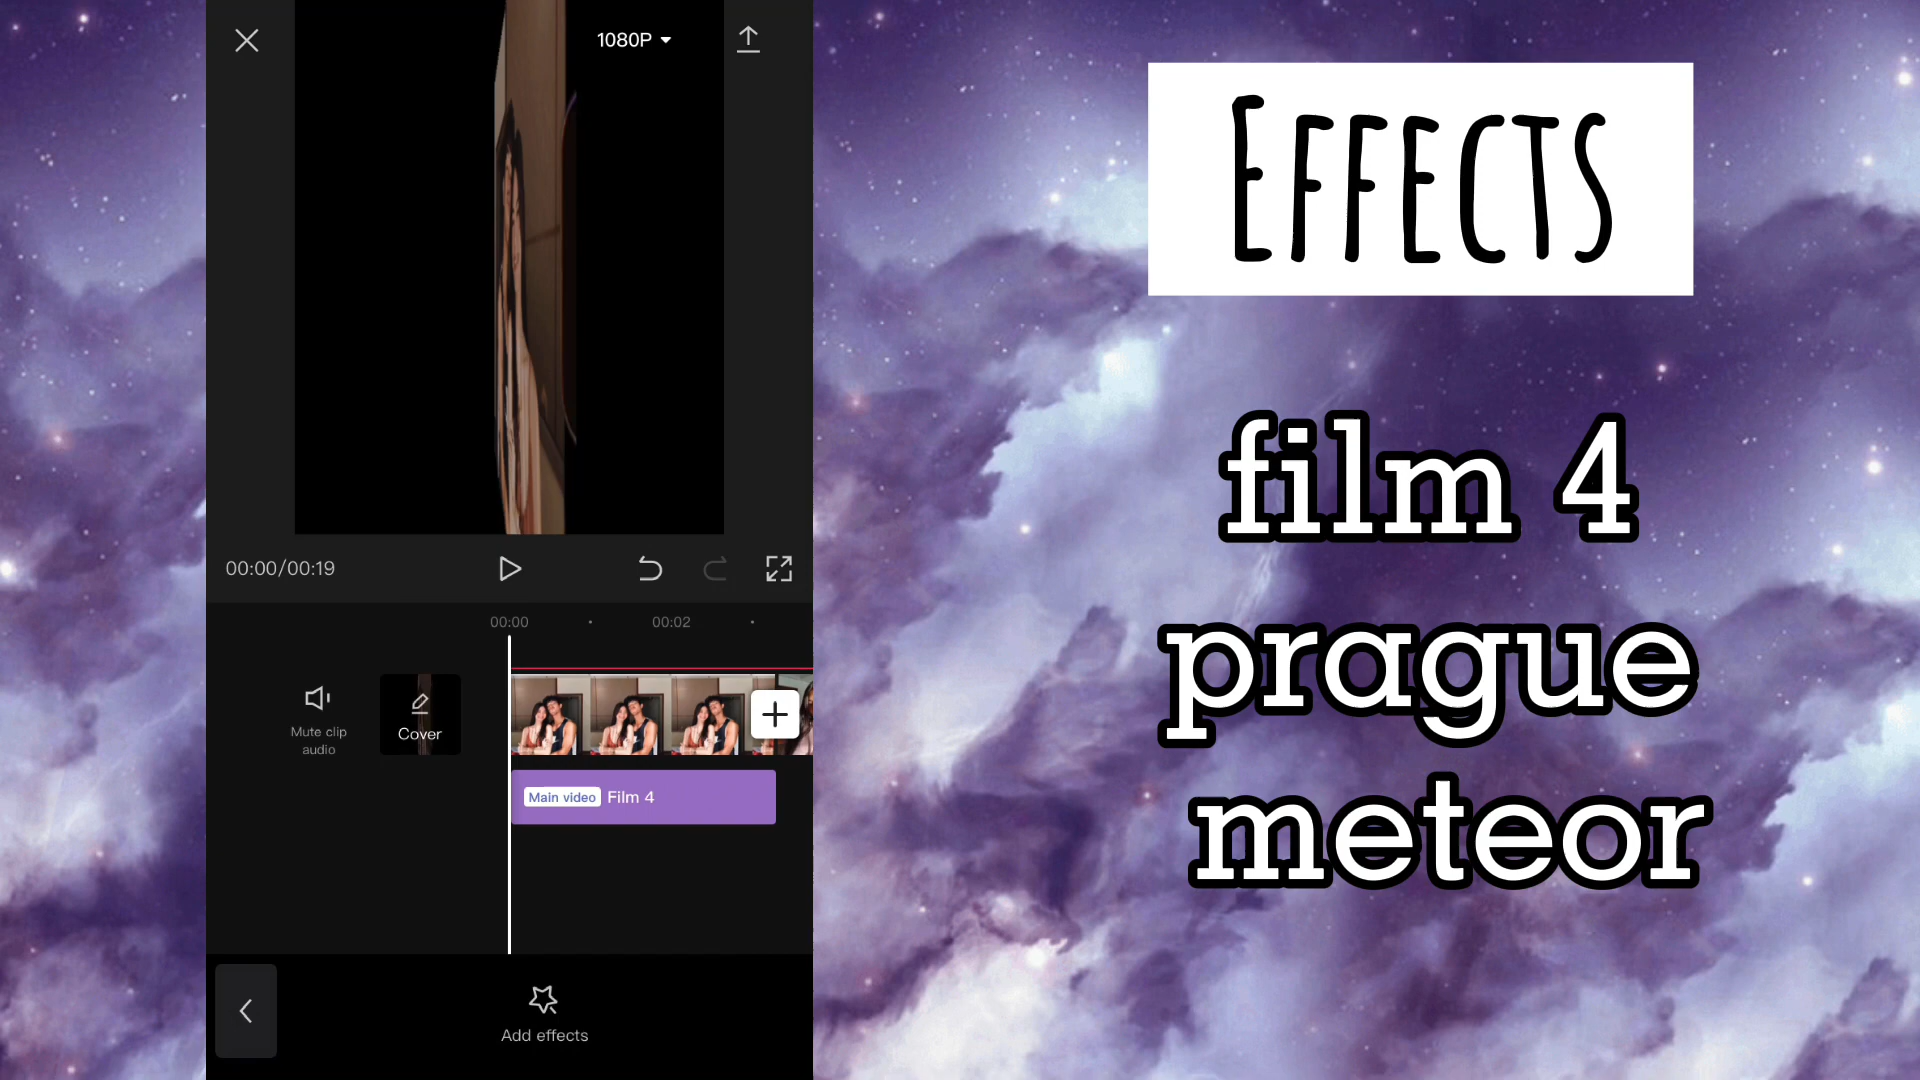 1080P
00:00/00:19
00:00
00:02
Mute clip
audio
Cover
Main video Film 4
Add effects
EFFECTS
film 4
prague
meteor